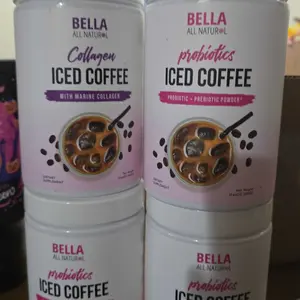 BELLA
ALL NATURAL
Collagen
ICED COFFEE
WITH MARINE COLLAGEN
BELLA
ALL NATURAL
probiotics
ICED COFFEE
PROBIOTIC + PREBIOTIC POWDER
BELLA
ALL NATURAL
probiotics
ICED COFFEE
BELLA
ALL NATURAL
probiotics
ICED COFFEE